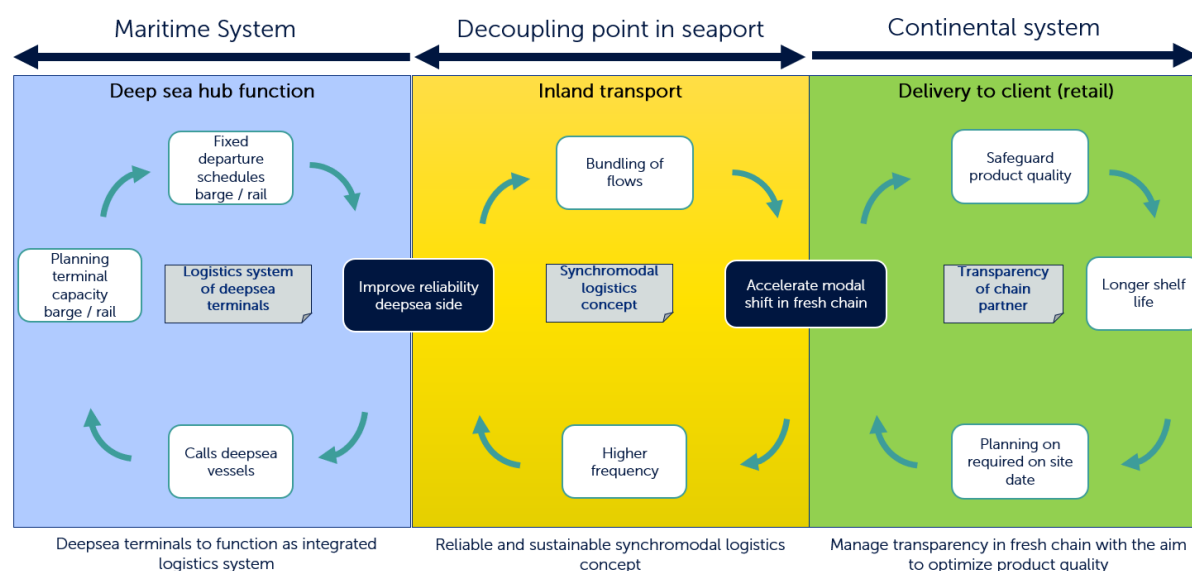 Maritime System
Decoupling point in seaport
Continental system
Deep sea hub function
Inland transport
Delivery to client (retail)
Fixed
departure
schedules
barge / rail
Planning
terminal
capacity
barge / rail
Logistics system
of deepsea
terminals
Improve reliability
deepsea side
Calls deepsea
vessels
Bundling of
flows
Synchromodal
logistics
concept
Accelerate modal
shift in fresh chain
Higher
frequency
Safeguard
product quality
Transparency
of chain
partner
Longer shelf
life
Planning on
required on site
date
Deepsea terminals to function as integrated
logistics system
Reliable and sustainable synchromodal logistics
concept
Manage transparency in fresh chain with the aim
to optimize product quality